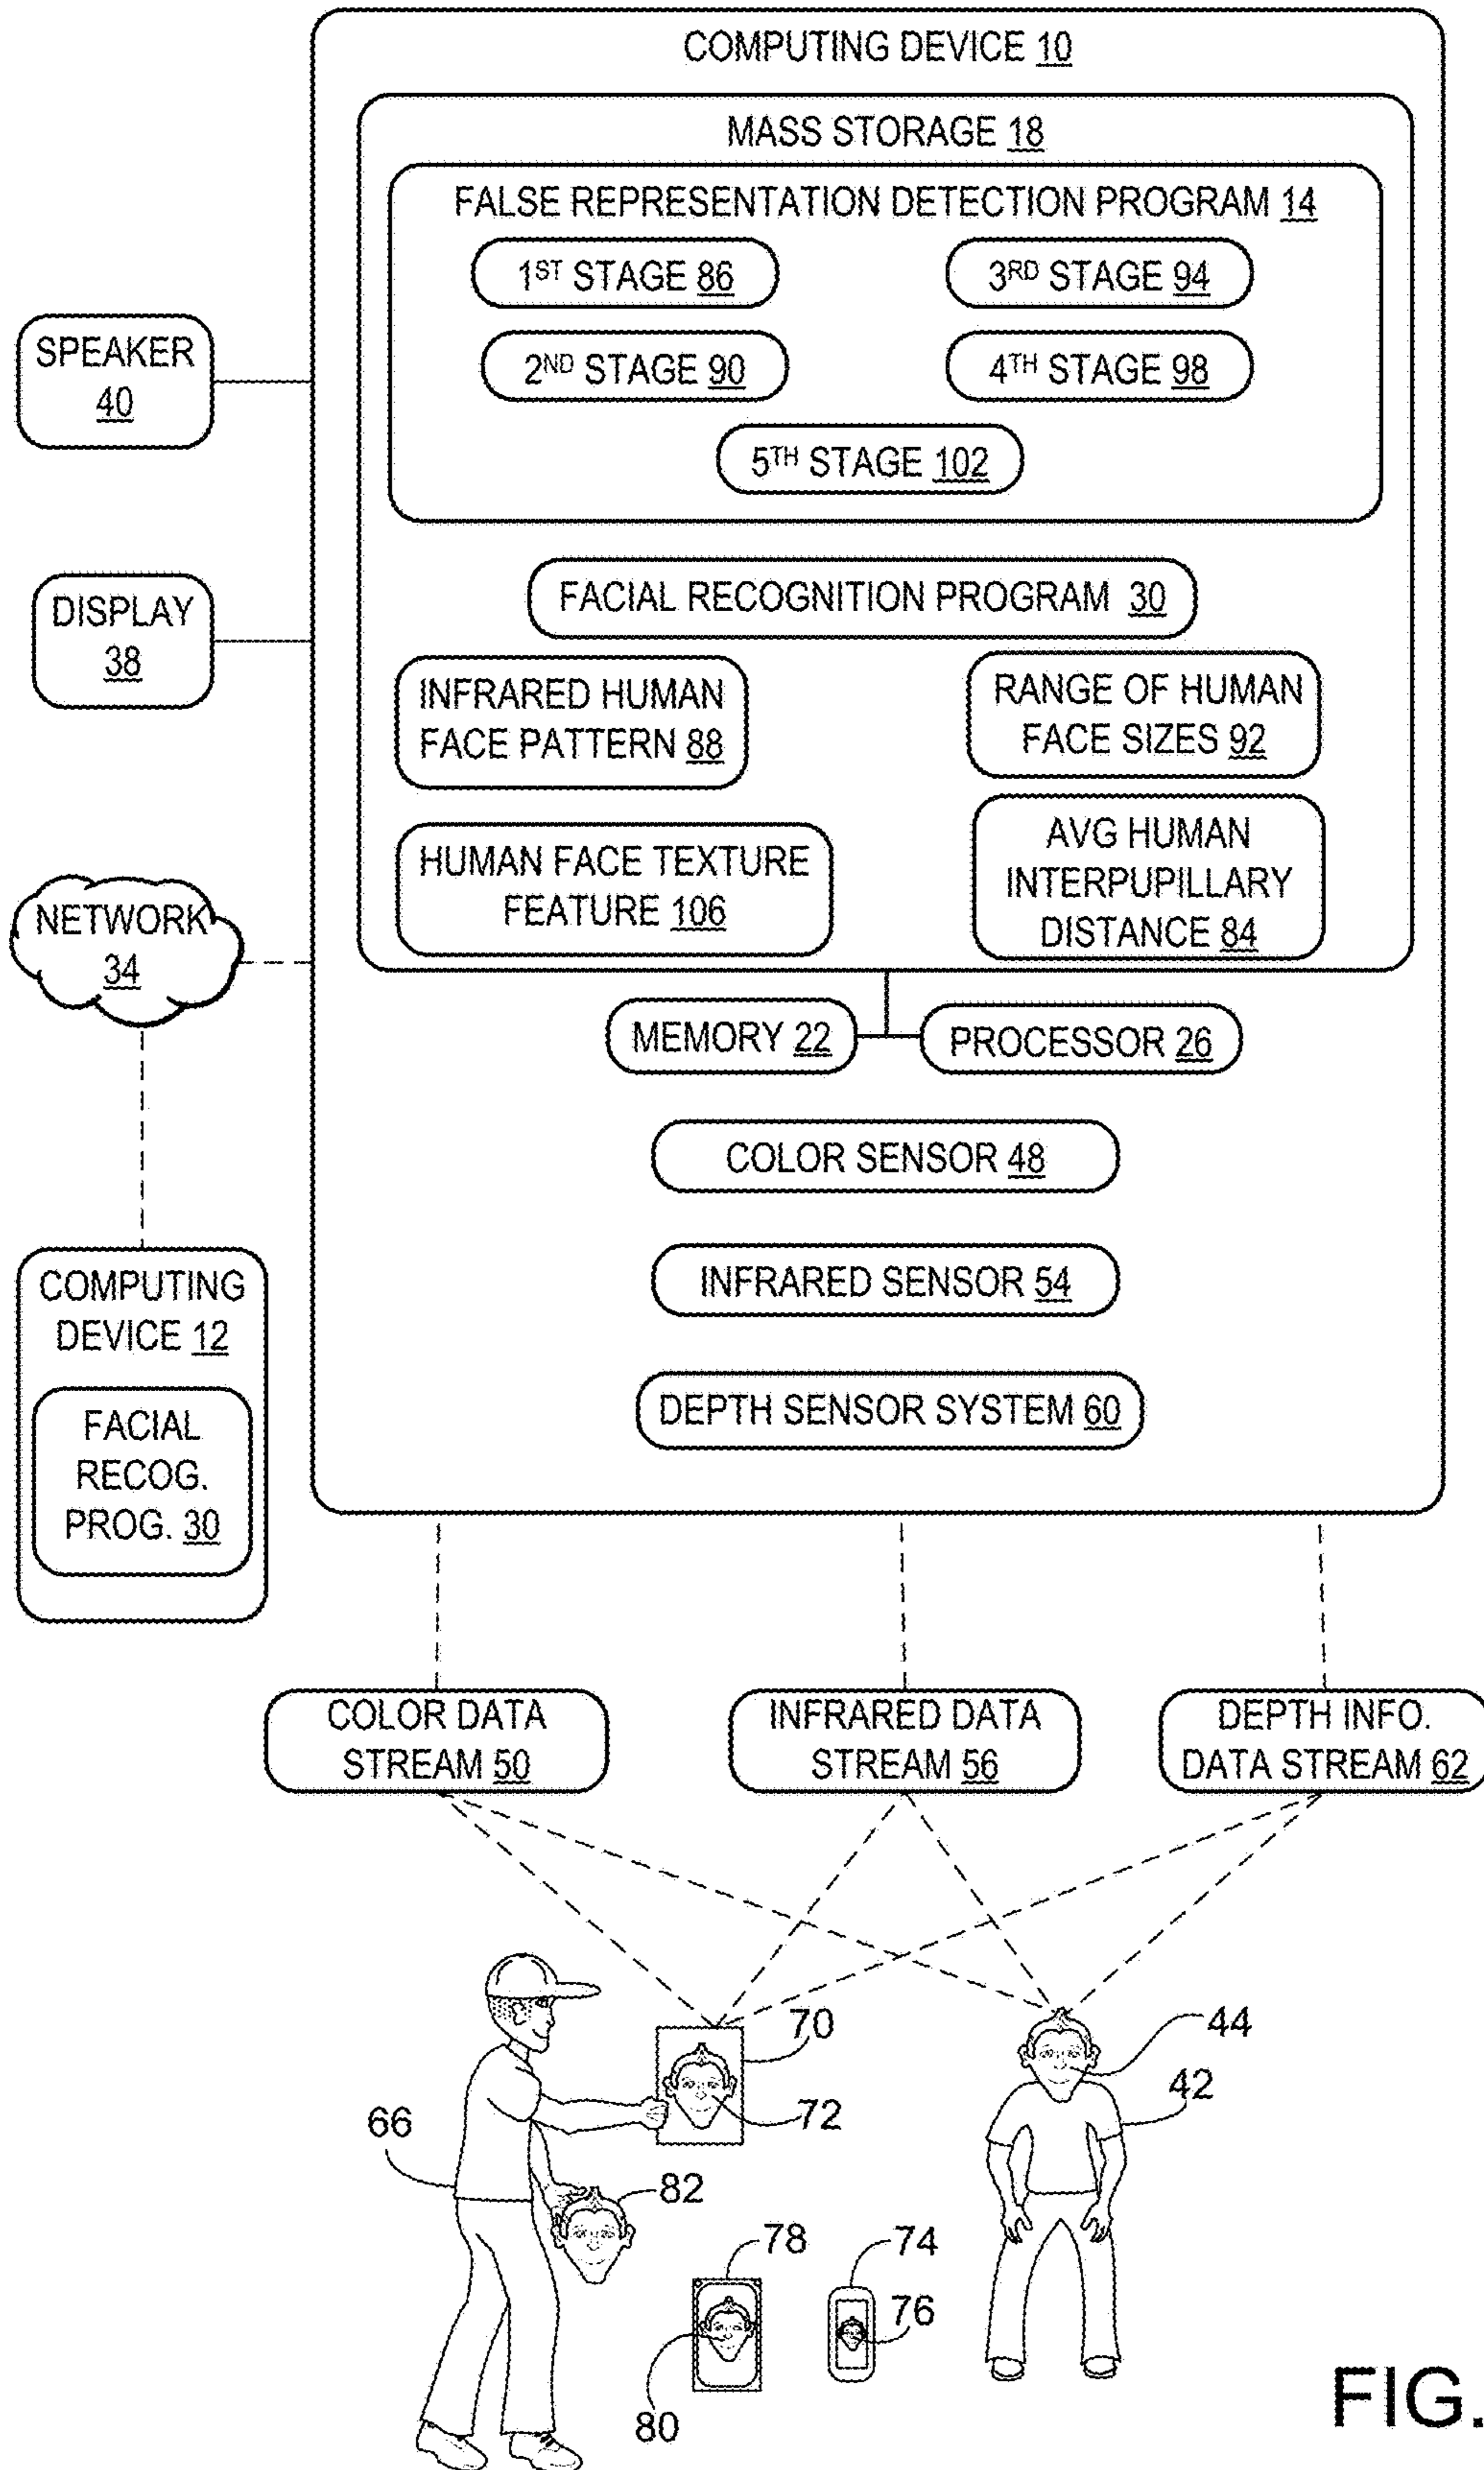 COMPUTING DEVICE 10
MASS STORAGE 18
FALSE REPRESENTATION DETECTION PROGRAM 14
1ST STAGE 86
3RD STAGE 94
2ND STAGE 90
4TH STAGE 98
5TH STAGE 102
FACIAL RECOGNITION PROGRAM 30
INFRARED HUMAN
FACE PATTERN 88
RANGE OF HUMAN
FACE SIZES 92
HUMAN FACE TEXTURE
FEATURE 106
AVG HUMAN
INTERPUPILLARY
DISTANCE 84
MEMORY 22
PROCESSOR 26
COLOR SENSOR 48
INFRARED SENSOR 54
DEPTH SENSOR SYSTEM 60
SPEAKER
40
DISPLAY
38
NETWORK
34
COMPUTING
DEVICE 12
FACIAL
RECOG.
PROG. 30
COLOR DATA
STREAM 50
INFRARED DATA
STREAM 56
DEPTH INFO.
DATA STREAM 62
70
44
72
42
66
82
78
74
76
80
FIG.